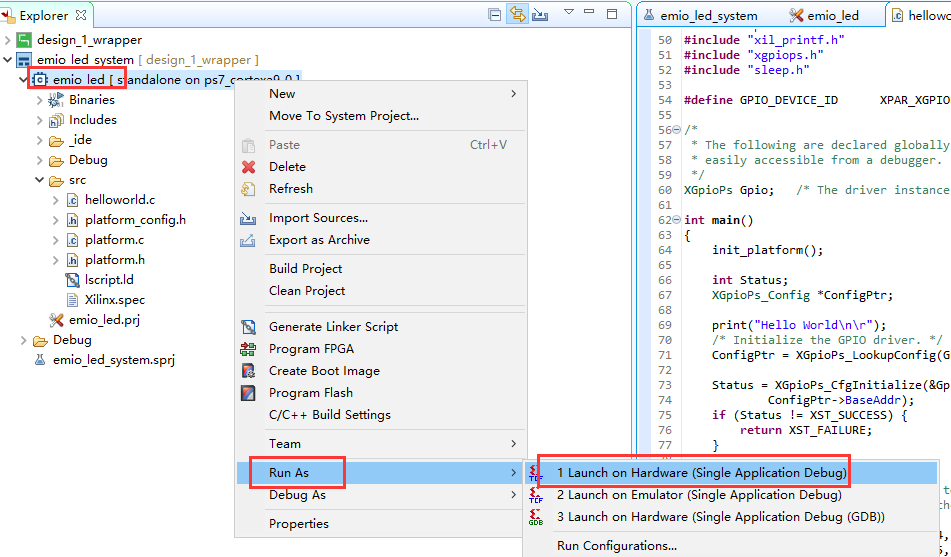 Explorer
design_1_wrapper
emio_led_system [ design_1_wrapper ]
emio_led [ standalone on ps7_cortexa9_0 ]
Binaries
Includes
_ide
Debug
src
helloworld.c
platform_config.h
platform.c
platform.h
lscript.ld
Xilinx.spec
emio_led.prj
Debug
emio_led_system.sprj
New
Move To System Project...
Paste Ctrl+V
Delete
Refresh
Import Sources...
Export as Archive
Build Project
Clean Project
Generate Linker Script
Program FPGA
Create Boot Image
Program Flash
C/C++ Build Settings
Team
Run As
Debug As
Properties
TCF 1 Launch on Hardware (Single Application Debug)
TCF 2 Launch on Emulator (Single Application Debug)
GDB 3 Launch on Hardware (Single Application Debug (GDB))
Run Configurations...
emio_led_system emio_led hellow
50 #include "xil_printf.h"
51 #include "xgpiops.h"
52 #include "sleep.h"
53
54 #define GPIO_DEVICE_ID XPAR_XGPIO
55
56 /*
57 * The following are declared globally
58 * easily accessible from a debugger.
59 */
60 XGpioPs Gpio; /* The driver instance
61
62 int main()
63 {
64 init_platform();
65
66 int Status;
67 XGpioPs_Config *ConfigPtr;
68
69 print("Hello World\n\r");
70 /* Initialize the GPIO driver. */
71 ConfigPtr = XGpioPs_LookupConfig(G
72
73 Status = XGpioPs_CfgInitialize(&Gp
74 ConfigPtr->BaseAddr);
75 if (Status != XST_SUCCESS) {
76 return XST_FAILURE;
77 }